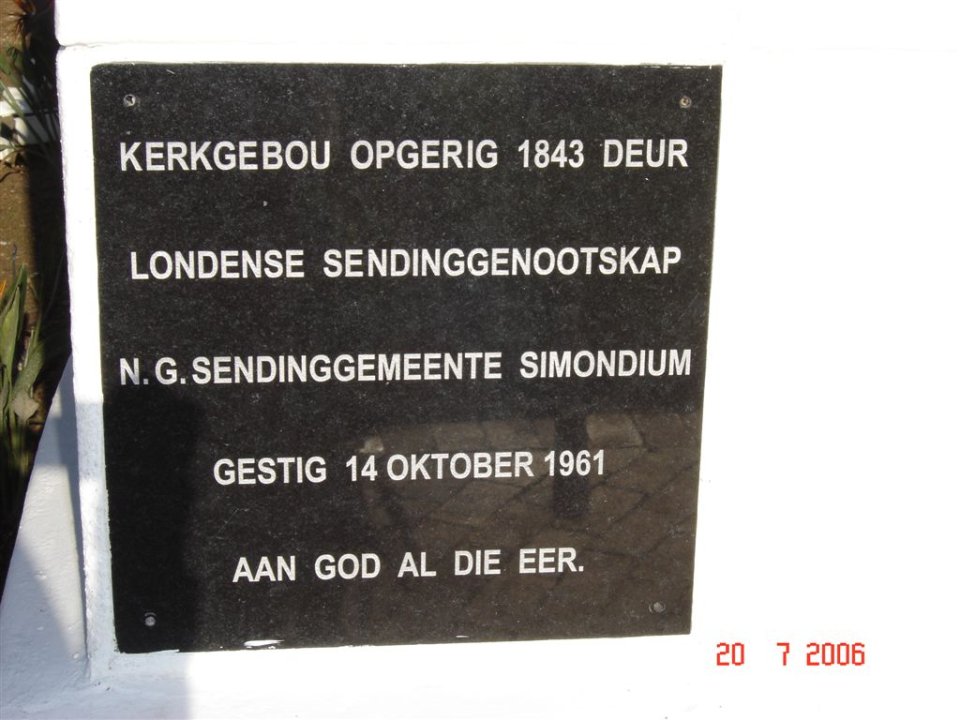 KERKGEBOU OPGERIG 1843 DEUR
LONDENSE SENDINGGENOOTSKAP
N.G.SENDINGGEMEENTE SIMONDIUM
GESTIG 14 OKTOBER 1961
AAN GOD AL DIE EER.
20 7 2006